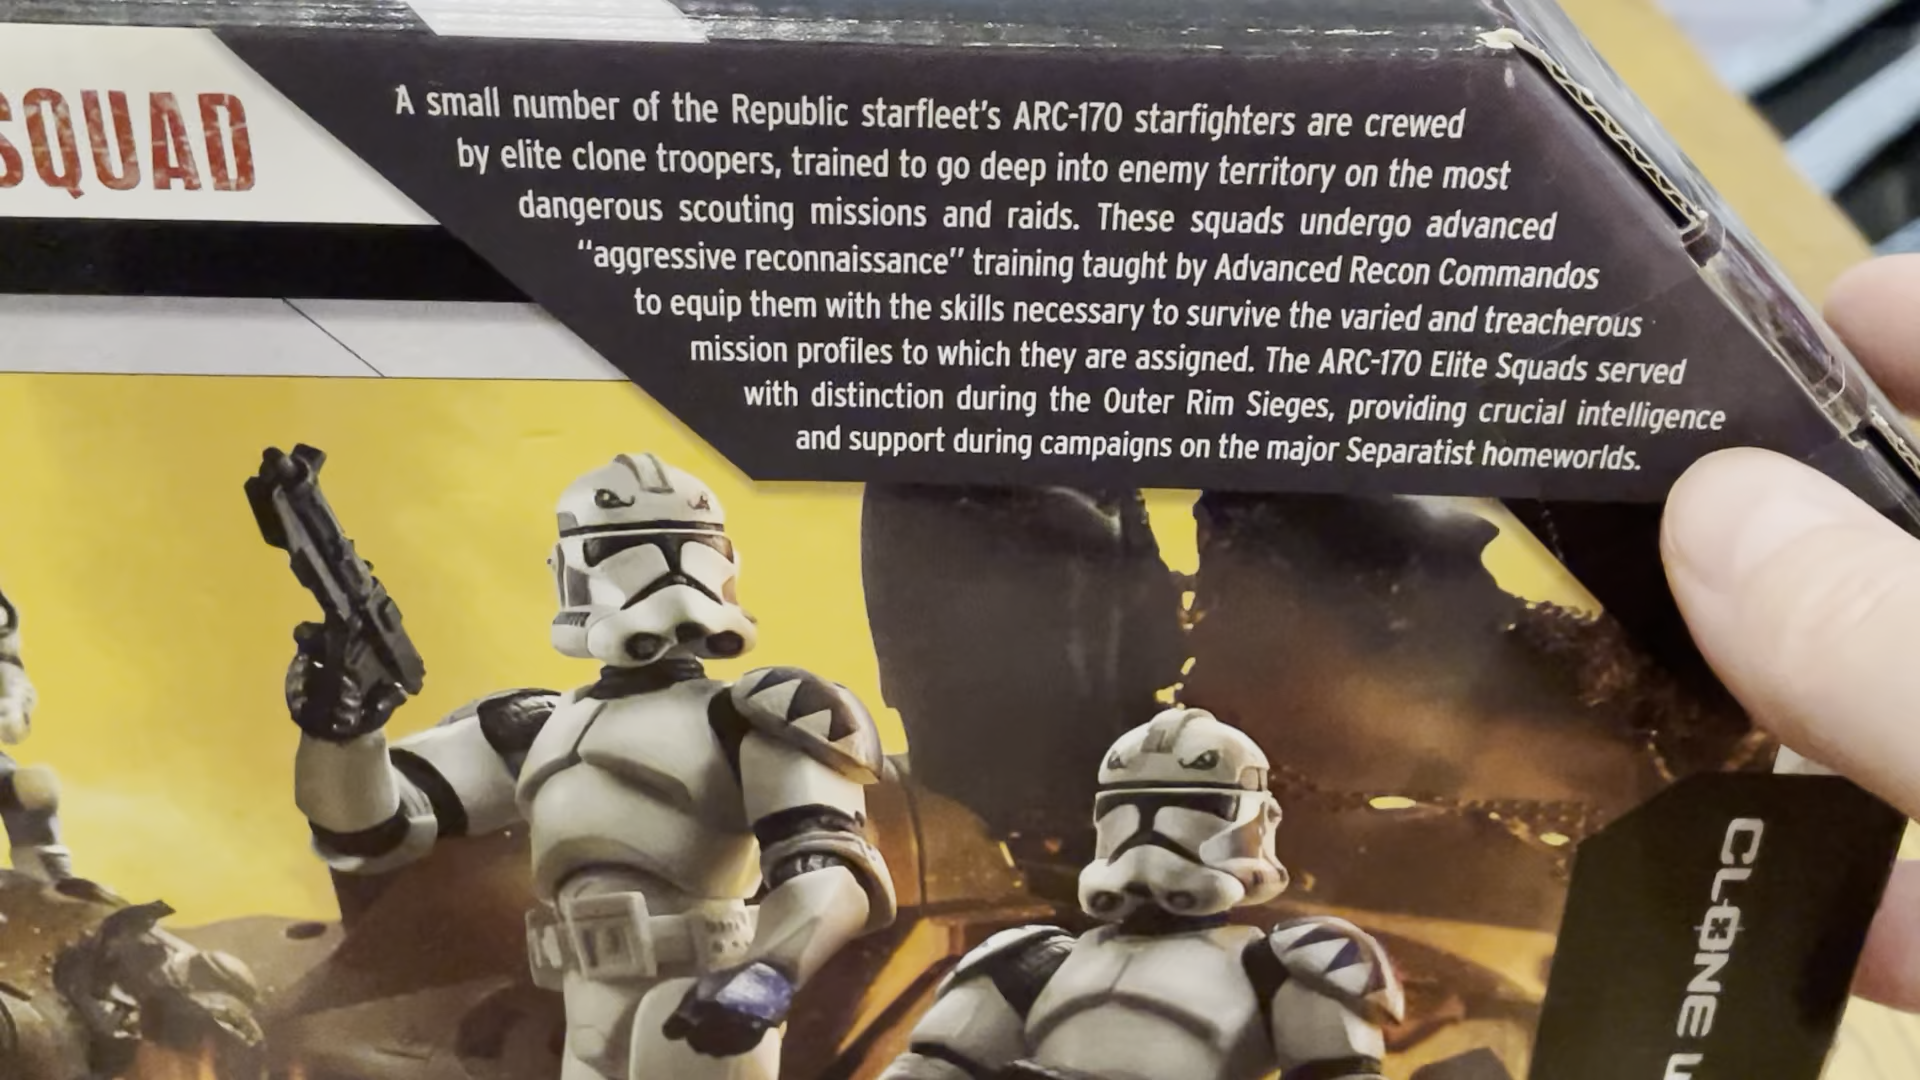 SQUAD
A small number of the Republic starfleet's ARC-170 starfighters are crewed
by elite clone troopers, trained to go deep into enemy territory on the most
dangerous scouting missions and raids. These squads undergo advanced
“aggressive reconnaissance” training taught by Advanced Recon Commandos
to equip them with the skills necessary to survive the varied and treacherous
mission profiles to which they are assigned. The ARC-170 Elite Squads served
with distinction during the Outer Rim Sieges, providing crucial intelligence
and support during campaigns on the major Separatist homeworlds.
CLONE